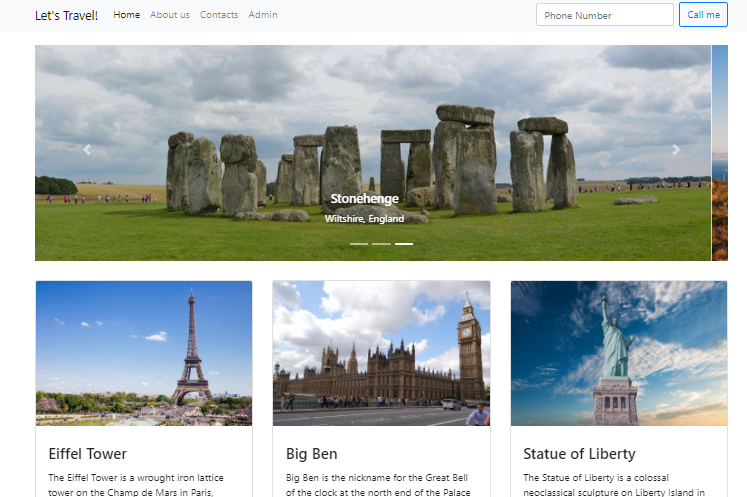 Let's Travel! Home About us Contacts Admin Phone Number Call me
Stonehenge
Wiltshire, England
Eiffel Tower Big Ben Statue of Liberty
The Eiffel Tower is a wrought iron lattice
tower on the Champ de Mars in Paris,
Big Ben is the nickname for the Great Bell
of the clock at the north end of the Palace
The Statue of Liberty is a colossal
neoclassical sculpture on Liberty Island in